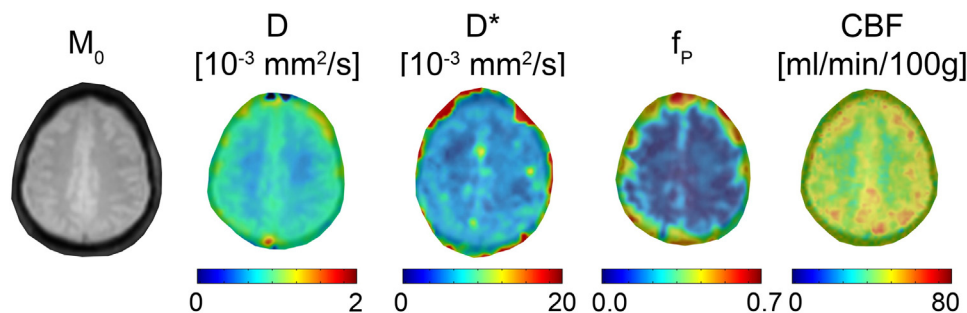 M₀
D
[10⁻³ mm²/s]
D*
[10⁻³ mm²/s]
fₚ
CBF
[ml/min/100g]
0 2
0 20
0.0 0.7
0 80